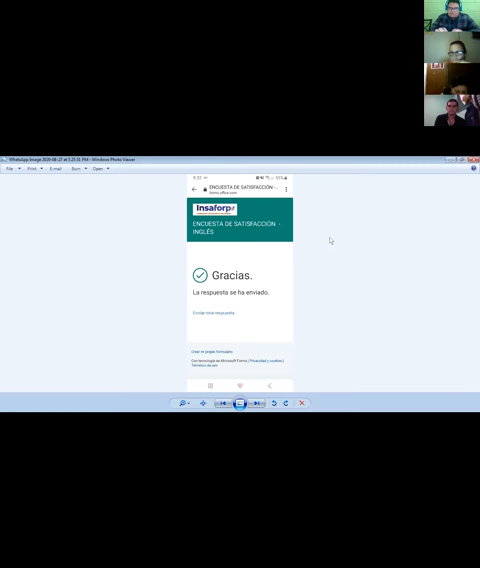 WhatsApp Image 2020-08-27 at 3.23.31 PM - Windows Photo Viewer
File Print E-mail Burn Open
ENCUESTA DE SATISFACCIÓN -...
forms.office.com
Insaforp
ENCUESTA DE SATISFACCIÓN -
INGLÉS
Gracias.
La respuesta se ha enviado.
Enviar otra respuesta
Crear mi propio formulario
Con tecnología de Microsoft Forms | Privacidad y cookies |
Términos de uso